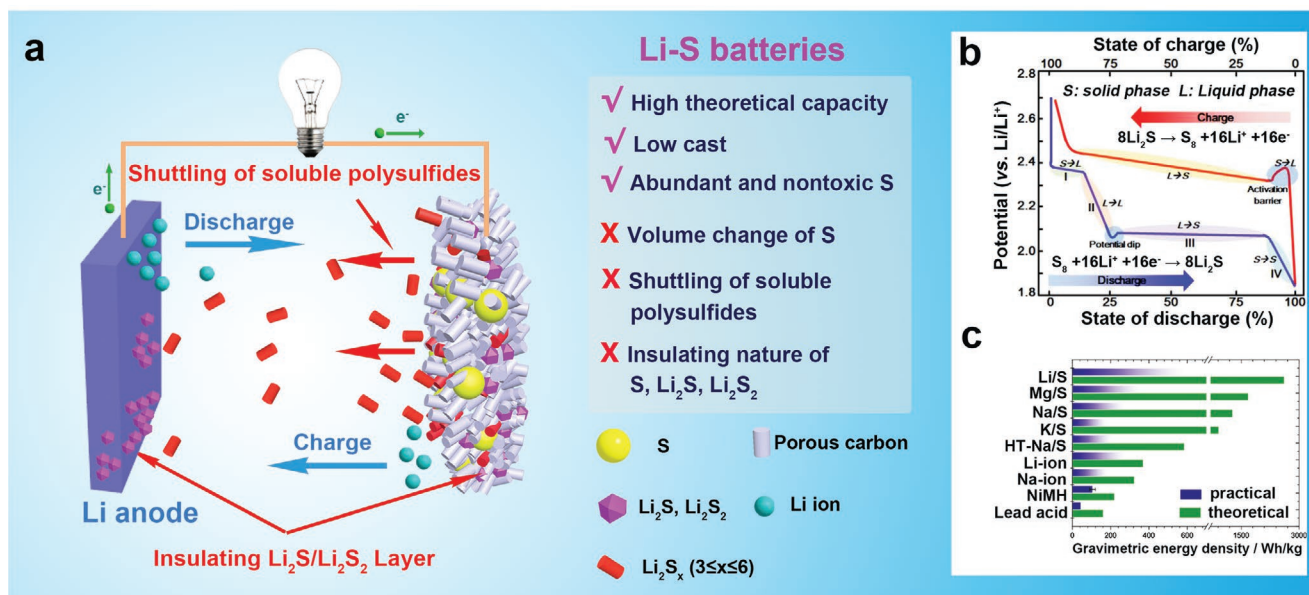 a
e⁻
e⁻
Shuttling of soluble polysulfides
Discharge
Charge
Li anode
Insulating Li₂S/Li₂S₂ Layer
Li-S batteries
√ High theoretical capacity
√ Low cast
√ Abundant and nontoxic S
X Volume change of S
X Shuttling of soluble
polysulfides
X Insulating nature of
S, Li₂S, Li₂S₂
S
Porous carbon
Li₂S, Li₂S₂
Li ion
Li₂Sₓ (3≤x≤6)
b
State of charge (%)
100 75 50 25 0
2.8
2.6
2.4
2.2
2.0
1.8
Potential (vs. Li/Li⁺)
S: solid phase L: Liquid phase
Charge
8Li₂S → S₈ +16Li⁺ +16e⁻
S→L
I
L→S
S→L
Activation
barrier
II
L→L
Potential dip
L→S
III
S→S
IV
S₈ +16Li⁺ +16e⁻ → 8Li₂S
Discharge
0 25 50 75 100
State of discharge (%)
c
Li/S
Mg/S
Na/S
K/S
HT-Na/S
Li-ion
Na-ion
NiMH
Lead acid
practical
theoretical
0 200 400 600 1500 3000
Gravimetric energy density / Wh/kg